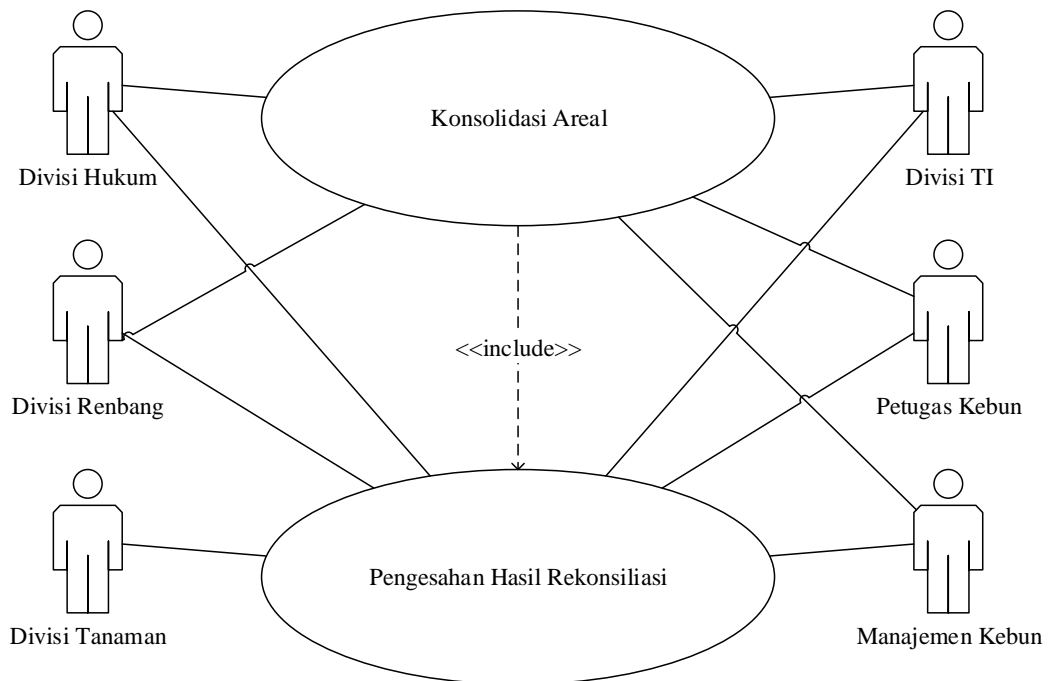 Konsolidasi Areal
Divisi Hukum
Divisi TI
<<include>>
Divisi Renbang
Petugas Kebun
Pengesahan Hasil Rekonsiliasi
Divisi Tanaman
Manajemen Kebun